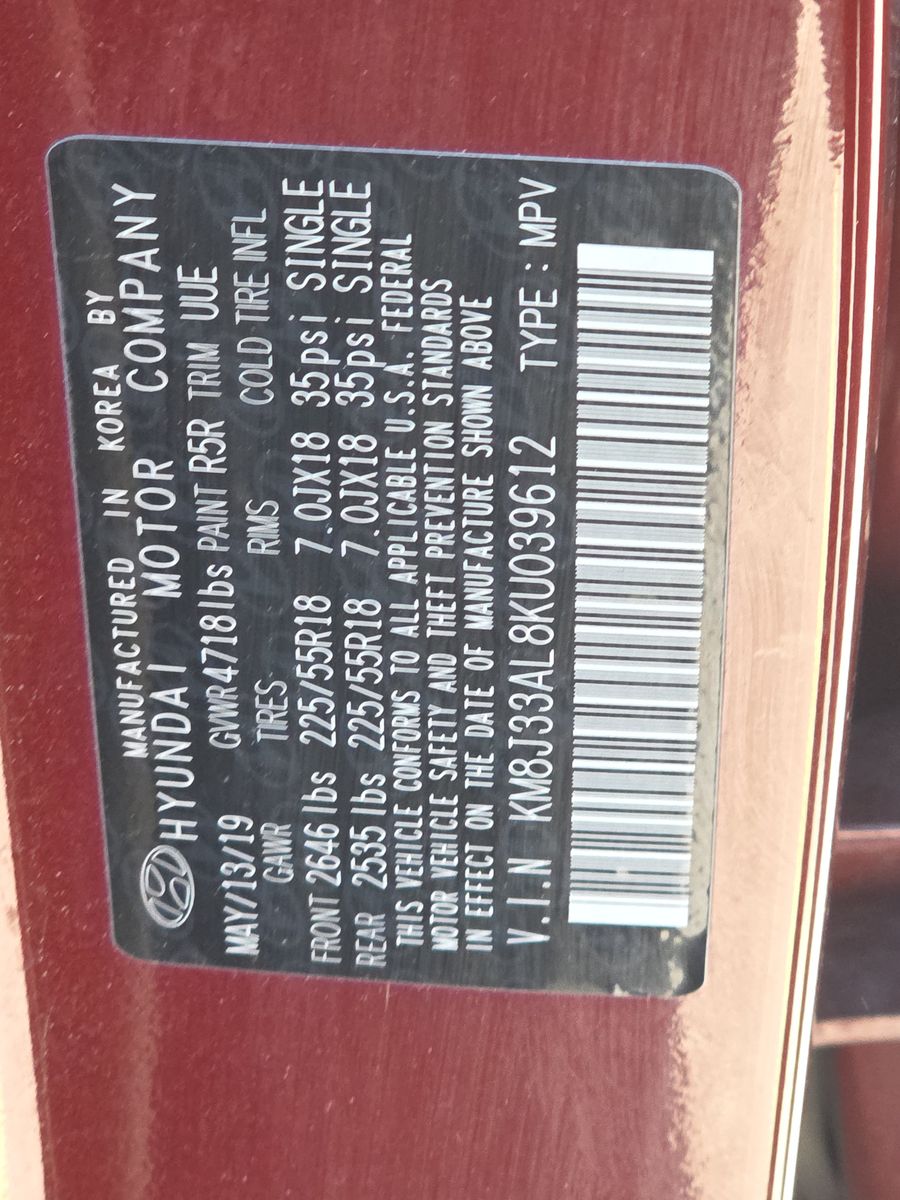 MANUFACTURED IN KOREA BY
HYUNDAI MOTOR COMPANY
MAY/13/19 GVWR4718lbs PAINT R5R TRIM UUE
GAWR TIRES RIMS COLD TIRE INFL
FRONT 2646 lbs 225/55R18 7.0JX18 35psi SINGLE
REAR 2535 lbs 225/55R18 7.0JX18 35psi SINGLE
THIS VEHICLE CONFORMS TO ALL APPLICABLE U.S.A. FEDERAL
MOTOR VEHICLE SAFETY AND THEFT PREVENTION STANDARDS
IN EFFECT ON THE DATE OF MANUFACTURE SHOWN ABOVE
V.I.N KM8J33AL8KU039612 TYPE : MPV